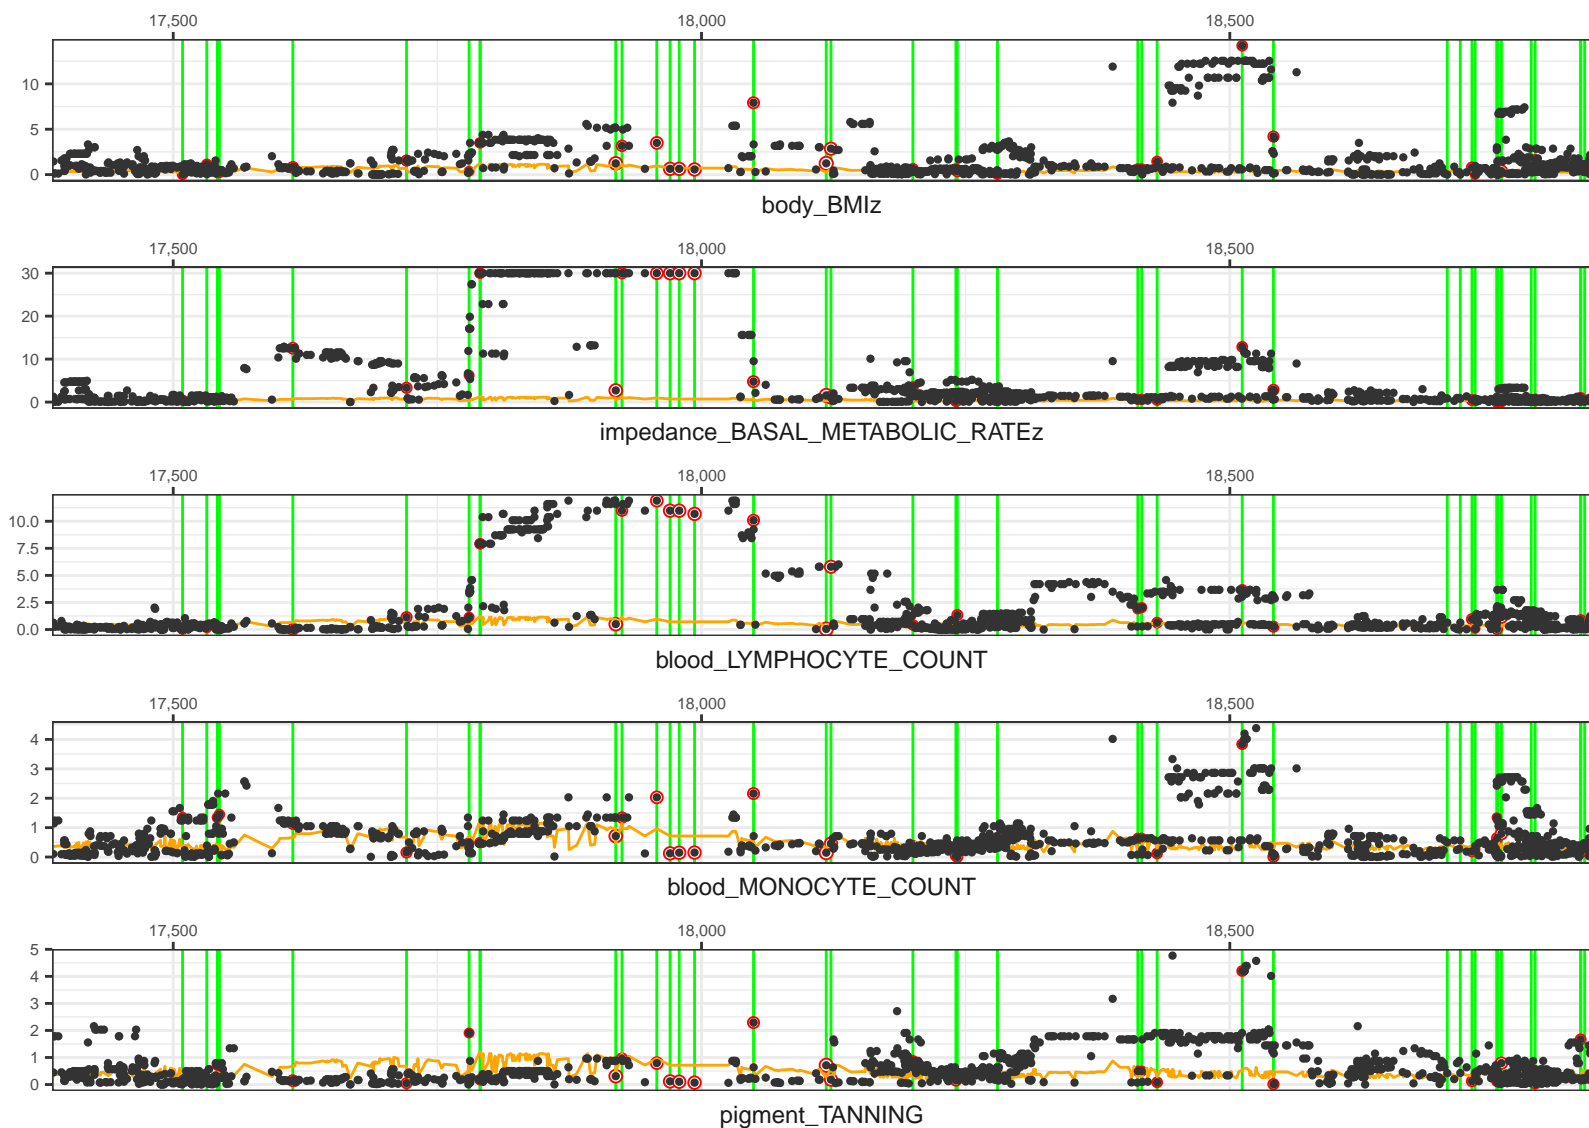 17,500 18,000 18,500
10
5
0
body_BMIz
17,500 18,000 18,500
30
20
10
0
impedance_BASAL_METABOLIC_RATEz
17,500 18,000 18,500
10.0
7.5
5.0
2.5
0.0
blood_LYMPHOCYTE_COUNT
17,500 18,000 18,500
4
3
2
1
0
blood_MONOCYTE_COUNT
17,500 18,000 18,500
5
4
3
2
1
0
pigment_TANNING